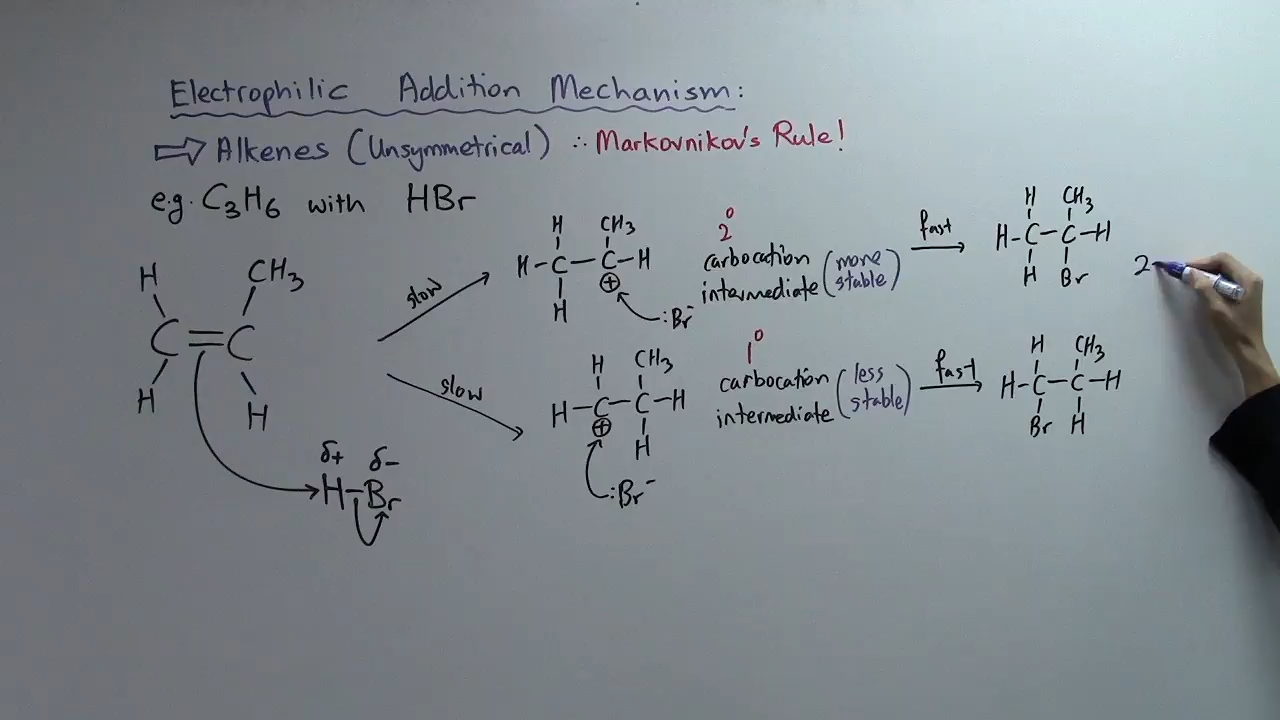 Electrophilic Addition Mechanism:
⇒ Alkenes (Unsymmetrical) ∴ Markovnikov's Rule!
e.g. C₃H₆ with HBr
H CH₃
C=C
H H
δ+ δ-
H-Br
slow
H CH₃
H-C-C-H
⊕
H
:Br⁻
2°
carbocation
intermediate (more stable)
fast
H CH₃
H-C-C-H
H Br
2-
slow
H CH₃
H-C-C-H
⊕
H
:Br⁻
1°
carbocation
intermediate (less stable)
fast
H CH₃
H-C-C-H
Br H